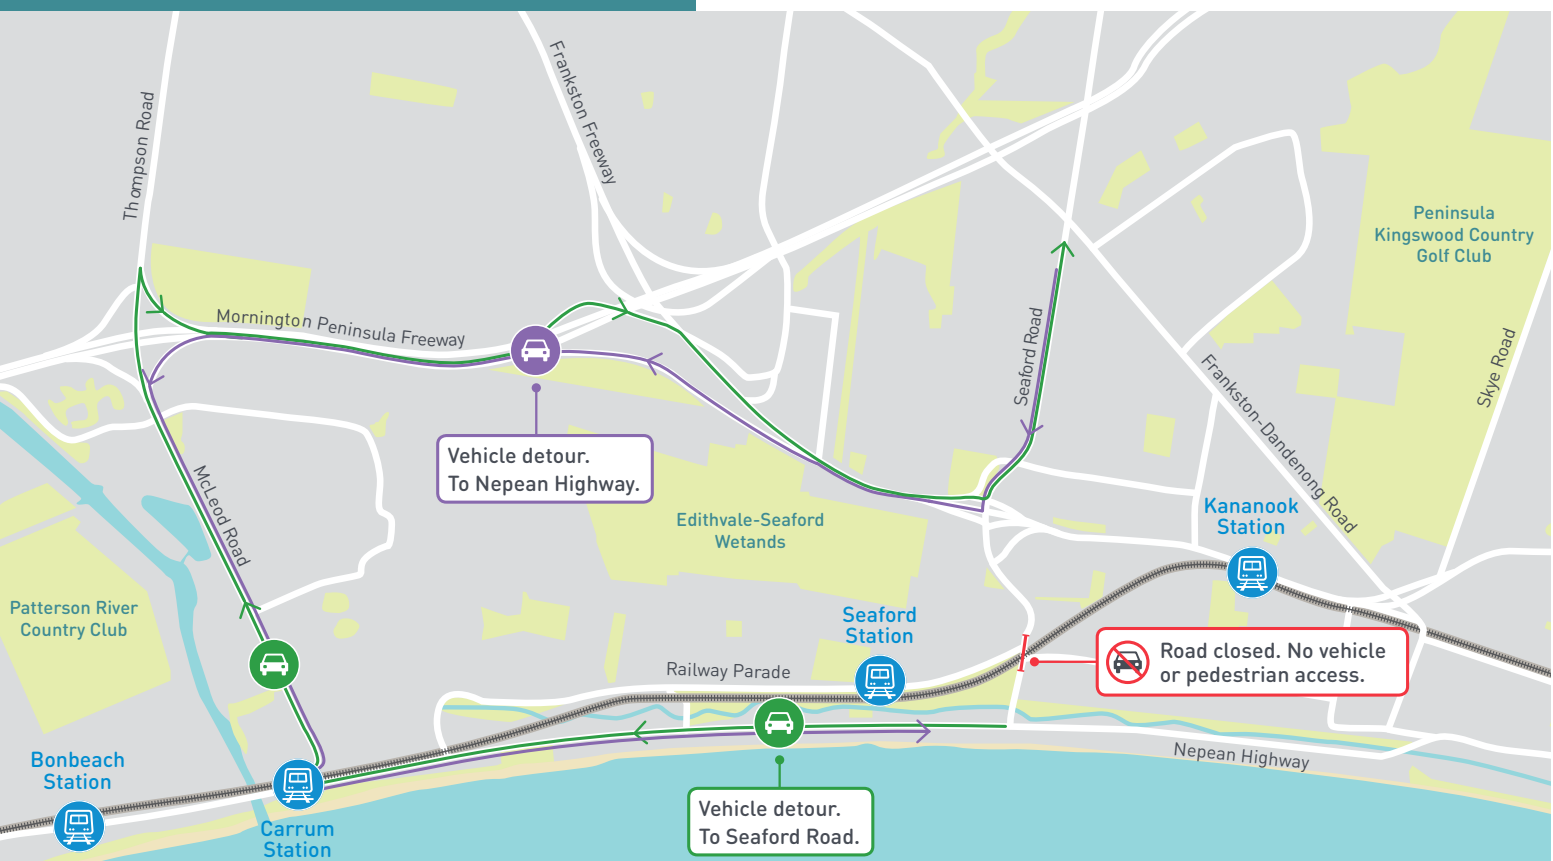 Thompson Road
Frankston Freeway
Peninsula
Kingswood Country
Golf Club
Mornington Peninsula Freeway
Seaford Road
Skye Road
Frankston-Dandenong Road
Vehicle detour.
To Nepean Highway.
McLeod Road
Edithvale-Seaford
Wetands
Kananook
Station
Patterson River
Country Club
Seaford
Station
Road closed. No vehicle
or pedestrian access.
Railway Parade
Nepean Highway
Bonbeach
Station
Carrum
Station
Vehicle detour.
To Seaford Road.